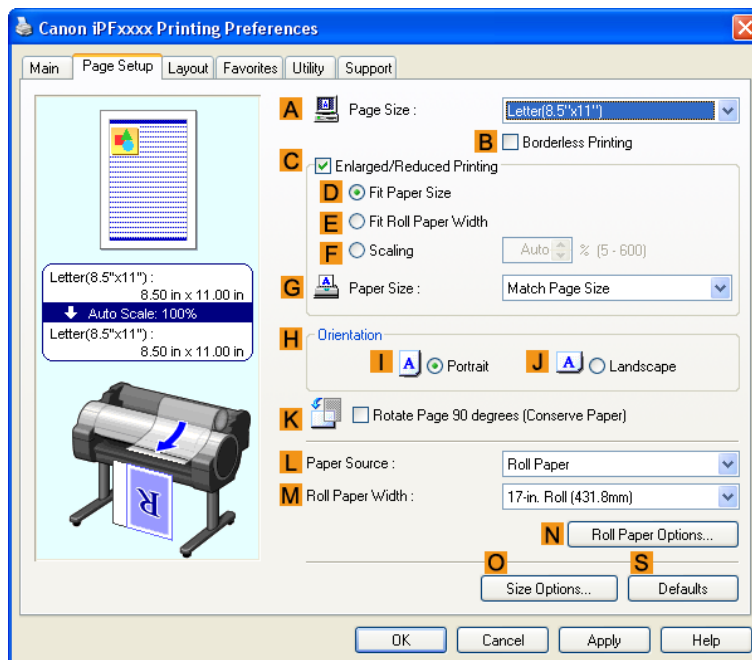 Canon iPFxxxx Printing Preferences
Main Page Setup Layout Favorites Utility Support
A Page Size : Letter(8.5"x11")
B Borderless Printing
C Enlarged/Reduced Printing
D Fit Paper Size
E Fit Roll Paper Width
F Scaling Auto % (5 - 600)
G A Paper Size : Match Page Size
Letter(8.5"x11") :
8.50 in x 11.00 in
Auto Scale: 100%
Letter(8.5"x11") :
8.50 in x 11.00 in
H Orientation
I A Portrait J A Landscape
K Rotate Page 90 degrees (Conserve Paper)
L Paper Source : Roll Paper
M Roll Paper Width : 17-in. Roll (431.8mm)
R
N Roll Paper Options...
O S
Size Options... Defaults
OK Cancel Apply Help